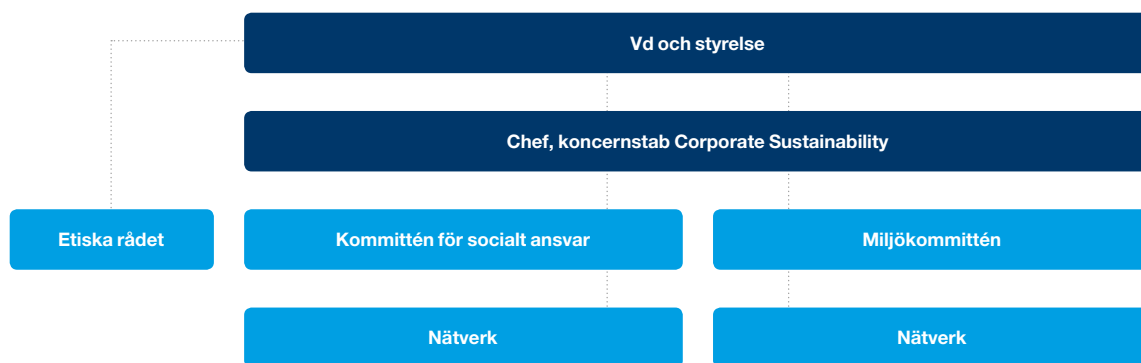 Vd och styrelse
Chef, koncernstab Corporate Sustainability
Etiska rådet
Kommittén för socialt ansvar
Miljökommittén
Nätverk
Nätverk